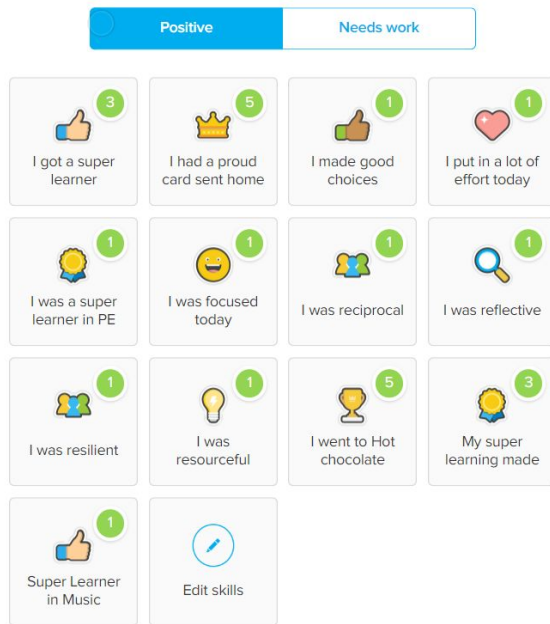 Positive
Needs work
3
I got a super
learner
5
I had a proud
card sent home
1
I made good
choices
1
I put in a lot of
effort today
1
I was a super
learner in PE
1
I was focused
today
1
I was reciprocal
1
I was reflective
1
I was resilient
1
I was
resourceful
5
I went to Hot
chocolate
3
My super
learning made
1
Super Learner
in Music
Edit skills